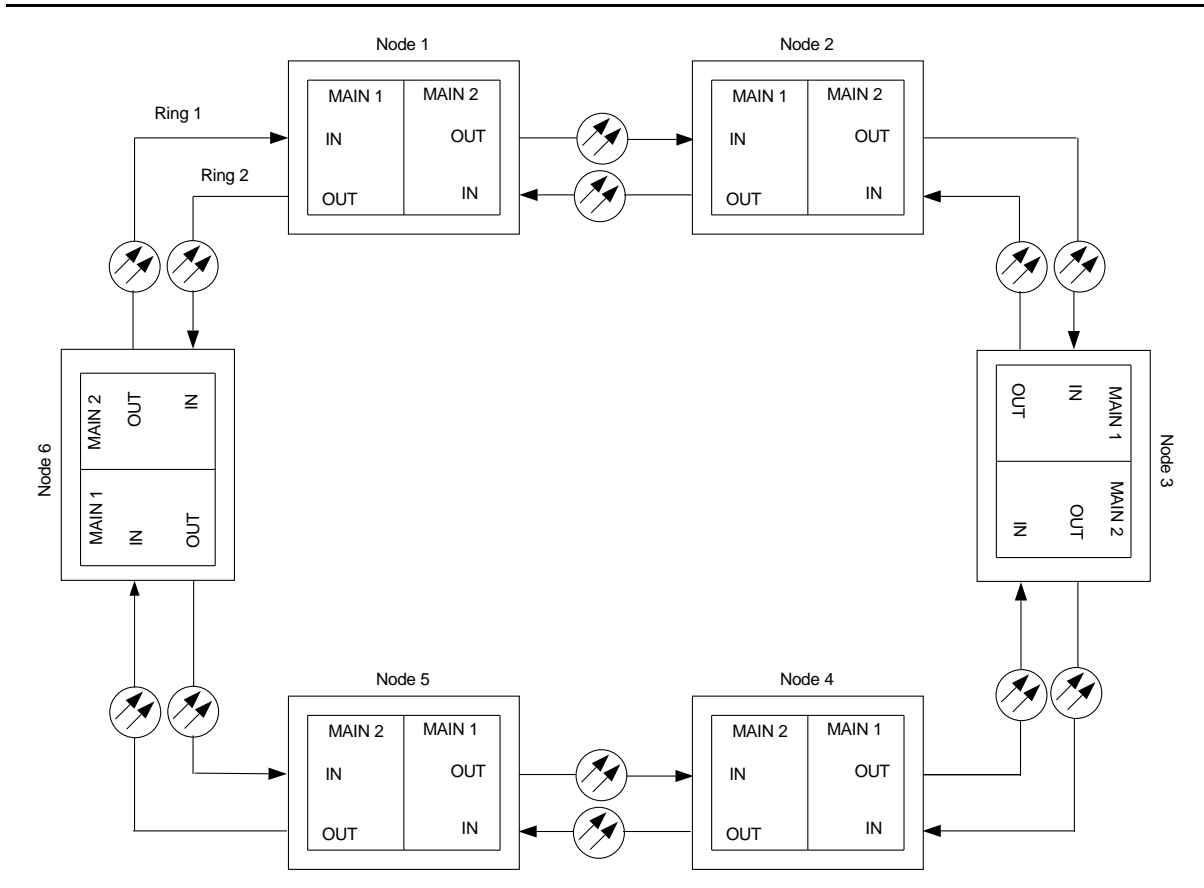 Node 1
Node 2
Ring 1
Ring 2
MAIN 1 MAIN 2
IN OUT
OUT IN
MAIN 1 MAIN 2
IN OUT
OUT IN
Node 6
MAIN 2 OUT IN
MAIN 1 IN OUT
Node 3
OUT IN MAIN 1
IN OUT MAIN 2
Node 5
Node 4
MAIN 2 MAIN 1
IN OUT
OUT IN
MAIN 2 MAIN 1
IN OUT
OUT IN